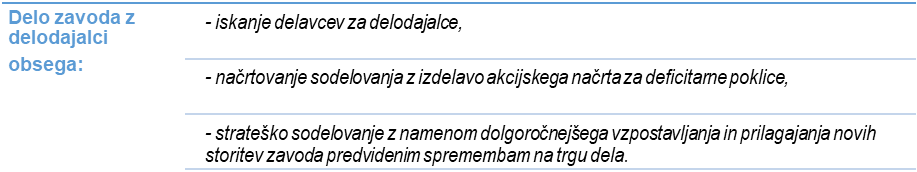 Delo zavoda z
delodajalci
obsega:
- iskanje delavcev za delodajalce,
- načrtovanje sodelovanja z izdelavo akcijskega načrta za deficitarne poklice,
- strateško sodelovanje z namenom dolgoročnejšega vzpostavljanja in prilagajanja novih
storitev zavoda predvidenim spremembam na trgu dela.